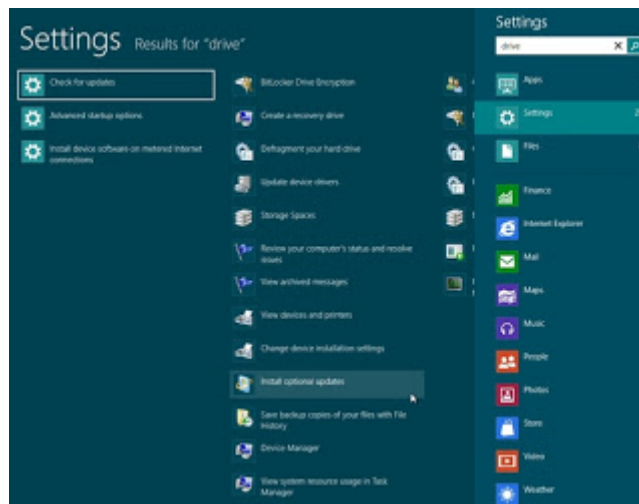 Settings Results for "drive"
Check for updates
Advanced startup options
Install device software on metered Internet
connections
BitLocker Drive Encryption
Create a recovery drive
Defragment your hard drive
Update device drivers
Storage Spaces
Review your computer's status and resolve
issues
View archived messages
View devices and printers
Change device installation settings
Install optional updates
Save backup copies of your files with File
History
Device Manager
View system resource usage in Task
Manager
Settings
drive
Apps
Settings
Files
Finance
Internet Explorer
Mail
Maps
Music
People
Photos
Store
Video
Weather